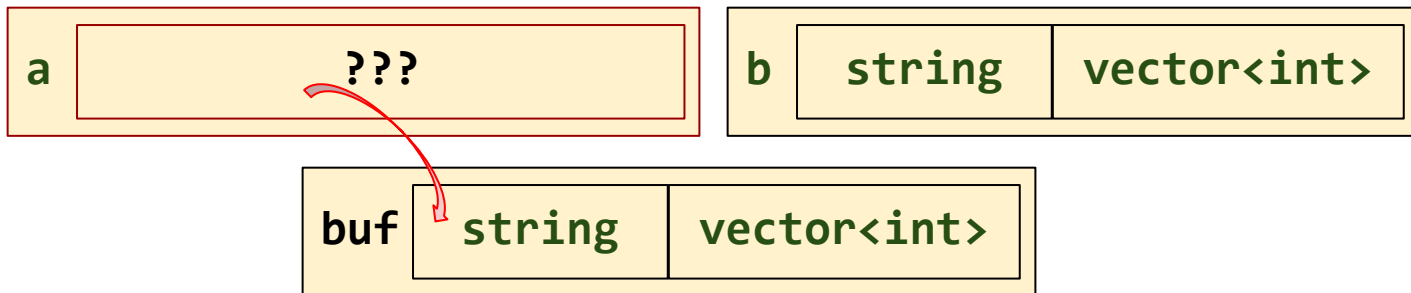 a ??? b string vector<int>
buf string vector<int>